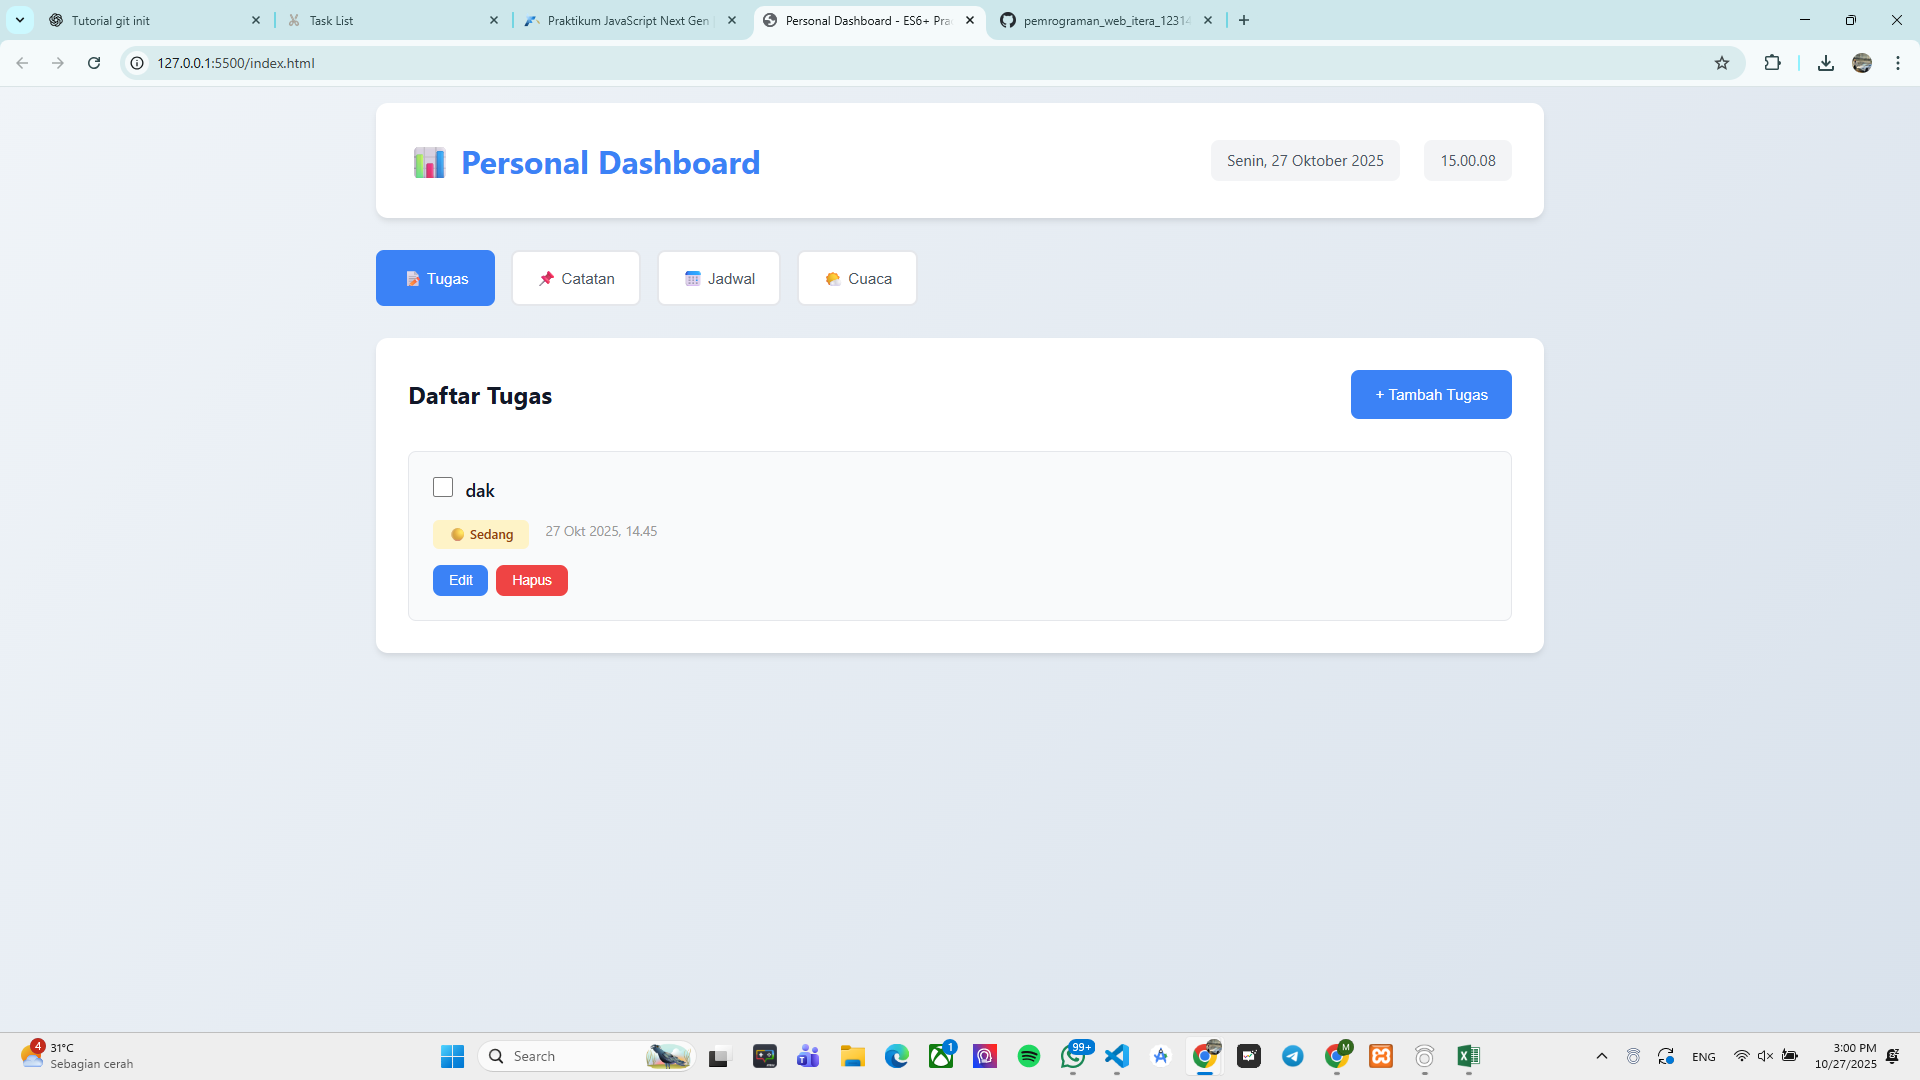 Tutorial git init
Task List
Praktikum JavaScript Next Gen
Personal Dashboard - ES6+ Pra
pemrograman_web_itera_12314
127.0.0.1:5500/index.html
Personal Dashboard
Senin, 27 Oktober 2025
15.00.08
Tugas
Catatan
Jadwal
Cuaca
Daftar Tugas
+ Tambah Tugas
dak
Sedang
27 Okt 2025, 14.45
Edit
Hapus
4
31°C
Sebagian cerah
Search
1
99+
M
ENG
3:00 PM
10/27/2025